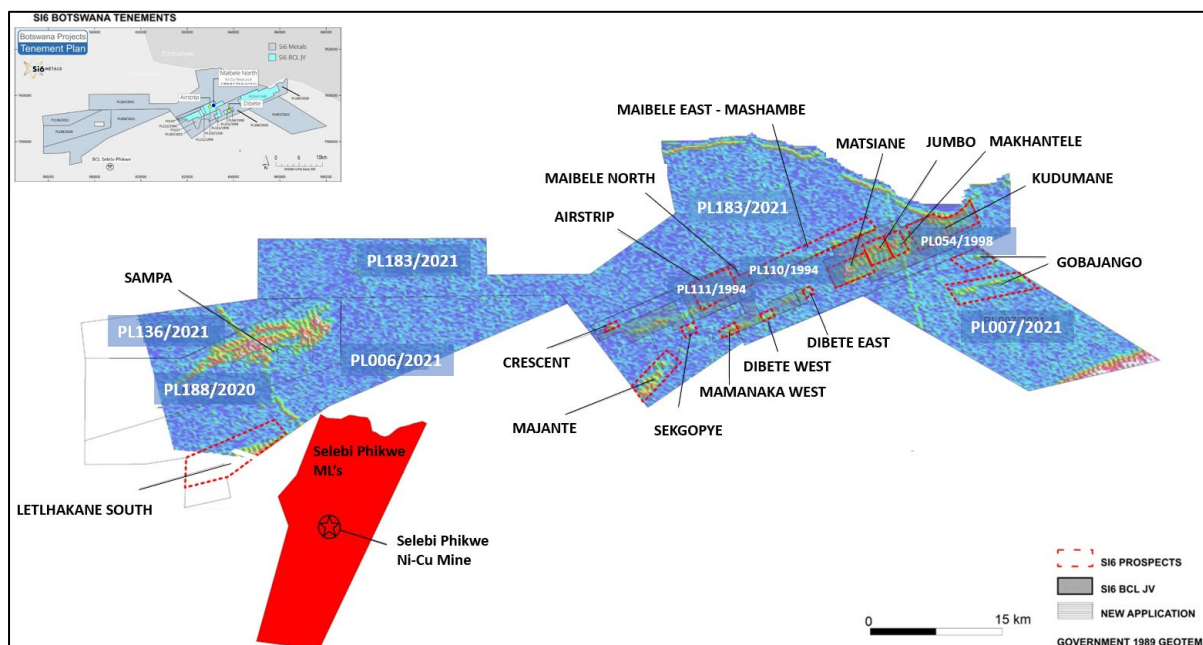 SI6 BOTSWANA TENEMENTS
Botswana Projects
Tenement Plan
Si6 METALS
Si6 Metals
Si6 BCL JV
Maibele North
Airstrip
Dibete
BCL Selebi-Phikwe
MAIBELE EAST - MASHAMBE
MATSIANE
JUMBO
MAKHANTELE
MAIBELE NORTH
KUDUMANE
AIRSTRIP
PL183/2021
PL054/1998
PL183/2021
PL110/1994
GOBAJANGO
SAMPA
PL111/1994
PL136/2021
PL007/2021
PL006/2021
CRESCENT
DIBETE EAST
PL188/2020
DIBETE WEST
MAMANAKA WEST
MAJANTE
SEKGOPYE
Selebi Phikwe
ML's
LETLHAKANE SOUTH
Selebi Phikwe
Ni-Cu Mine
SI6 PROSPECTS
SI6 BCL JV
NEW APPLICATION
0
15 km
GOVERNMENT 1989 GEOTEM